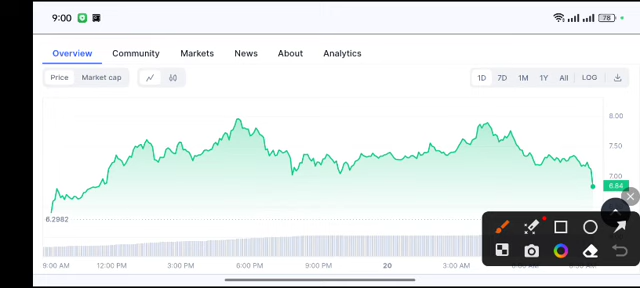 9:00
78
Overview Community Markets News About Analytics
Price Market cap
1D 7D 1M 1Y All LOG
8.00
7.50
7.00
6.84
6.2982
9:00 AM 12:00 PM 3:00 PM 6:00 PM 9:00 PM 20 3:00 AM